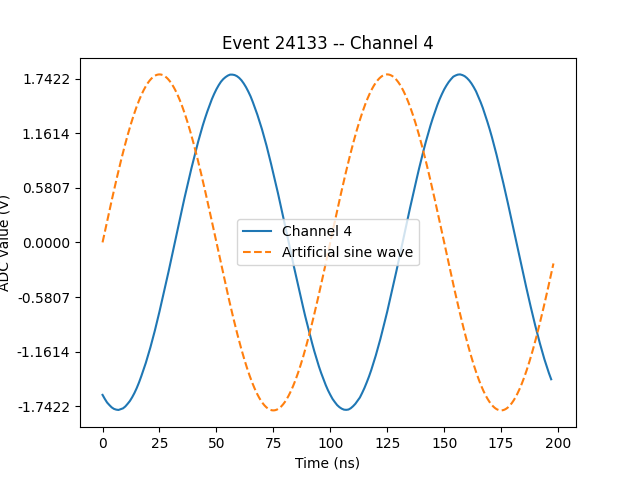 Event 24133 -- Channel 4
1.7422
1.1614
0.5807
0.0000
-0.5807
-1.1614
-1.7422
ADC Value (V)
Channel 4
Artificial sine wave
0 25 50 75 100 125 150 175 200
Time (ns)